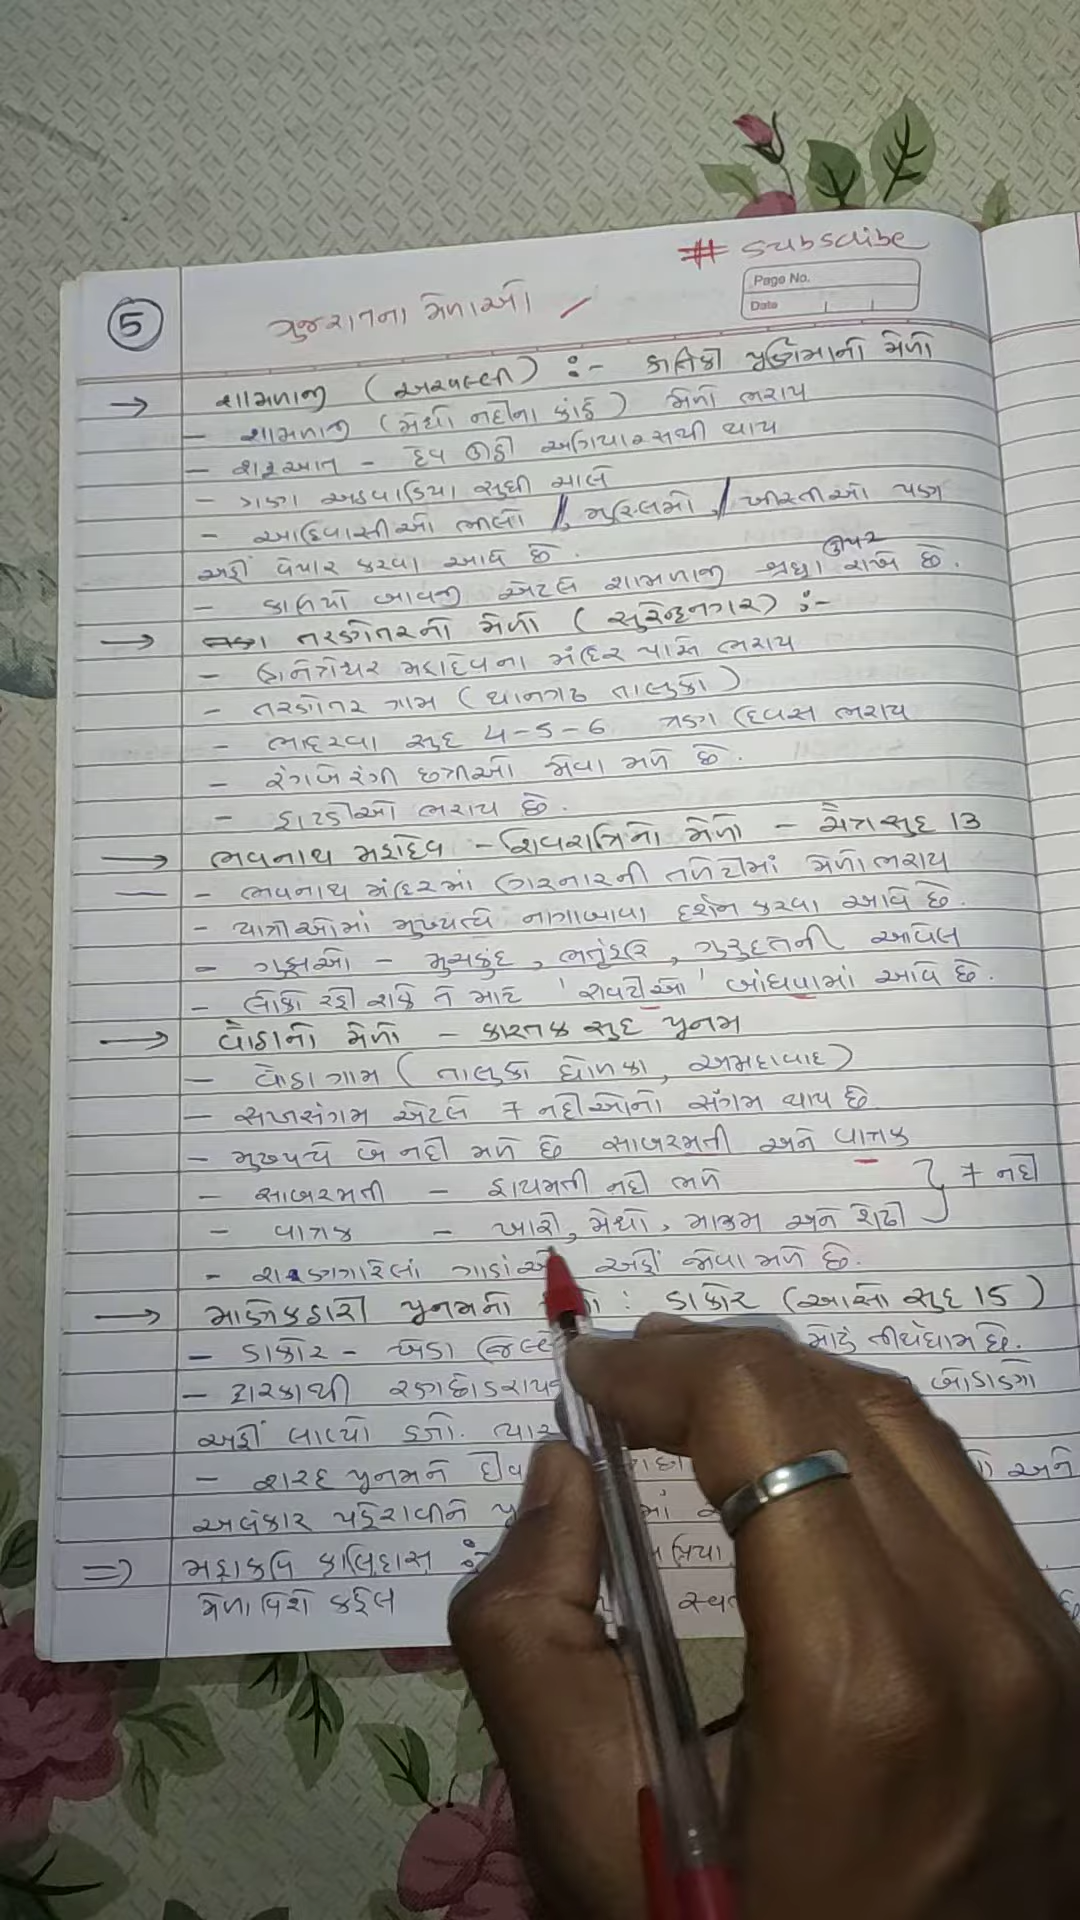 # Subscribe
Page No.
Date
5
ગુજરાતના મેળાઓ
→ શામળાજી (અરવલ્લી) :- કાર્તિકી પૂર્ણિમાનો મેળો
- શામળાજી (મેશ્વો નદીના કાંઠે) મેળો ભરાય
- શરૂઆત - દેવ ઊઠી અગિયારસથી થાય
- ત્રણ અઠવાડિયા સુધી ચાલે
- આદિવાસીઓ ભીલો, મુસ્લિમો, ખ્રીસ્તીઓ પણ
અહીં વેપાર કરવા આવે છે.
- કાળિયો બાવજી એટલે શામળાજી ઉપર શ્રધ્ધા રાખે છે.
→ તરણેતરનો મેળો (સુરેન્દ્રનગર) :-
- ત્રિનેત્રેશ્વર મહાદેવના મંદિર પાસે ભરાય
- તરણેતર ગામ (થાનગઢ તાલુકો)
- ભાદરવા સુદ 4-5-6 ત્રણ દિવસ ભરાય
- રંગબેરંગી છત્રીઓ જોવા મળે છે.
- હાટડીઓ ભરાય છે.
→ ભવનાથ મહાદેવ - શિવરાત્રિનો મેળો - ચૈત્ર સુદ 13
- ભવનાથ મંદિરમાં ગિરનારની તળેટીમાં મેળો ભરાય
- યાત્રીઓમાં મુખ્યત્વે નાગાબાવા દર્શન કરવા આવે છે.
- ગુફાઓ - મુચકુંદ, ભર્તૃહરિ, ગુરુદત્તની આવેલ
- લોકો રહી શકે તે માટે 'રાવટીઓ' બાંધવામાં આવે છે.
→ વૌઠાનો મેળો - કારતક સુદ પૂનમ
- વૌઠા ગામ (તાલુકો ધોળકા, અમદાવાદ)
- સપ્તસંગમ એટલે 7 નદીઓનો સંગમ થાય છે
- મુખ્યત્વે બે નદી મળે છે સાબરમતી અને વાત્રક
- સાબરમતી - હાથમતી નદી ભળે } 7 નદી
- વાત્રક - ખારી, મેશ્વો, માઝમ અને શેઢી
- શણગારેલાં ગાડાંઓ અહીં જોવા મળે છે.
→ માણેકઠારી પૂનમનો : ડાકોર (આસો સુદ 15)
- ડાકોર - ખેડા મોટું તીર્થધામ છે.
- દ્વારકાથી બોડાણો
અહીં લાવ્યો હતો.
- શરદ પૂનમને અને
અલંકાર પહેરાવીને
⇒ મહાકવિ કાલિદાસ :- પ્રિયા
મેળા વિશે કહેલ